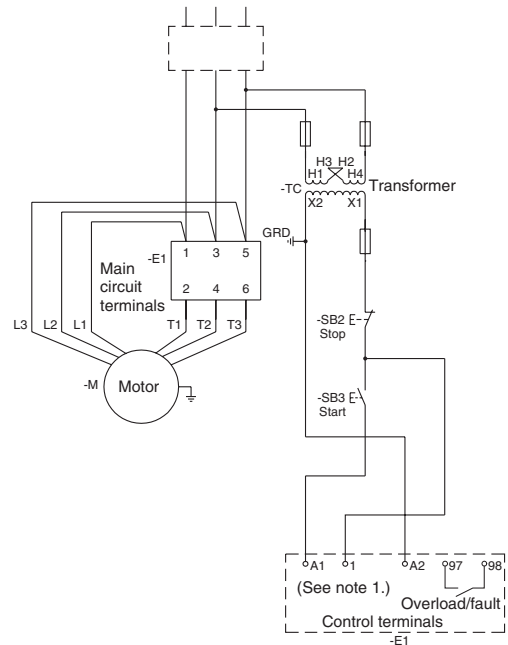 H3 H2
H1 H4
-TC Transformer
X2 X1
GRD
-E1 1 3 5
Main
circuit
terminals
2 4 6
L3 L2 L1 T1 T2 T3
-M Motor
-SB2
Stop
-SB3
Start
A1 1 A2 97 98
(See note 1.)
Overload/fault
Control terminals
-E1